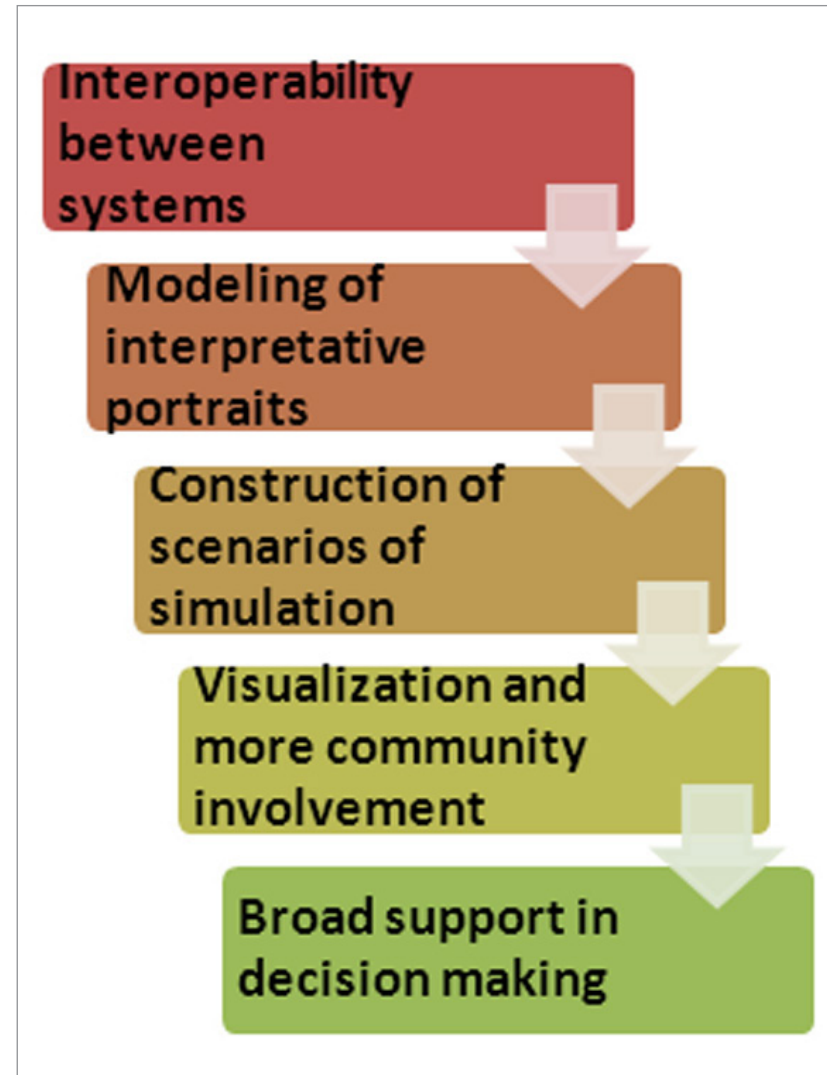 Interoperability
between
systems
Modeling of
interpretative
portraits
Construction of
scenarios of
simulation
Visualization and
more community
involvement
Broad support in
decision making